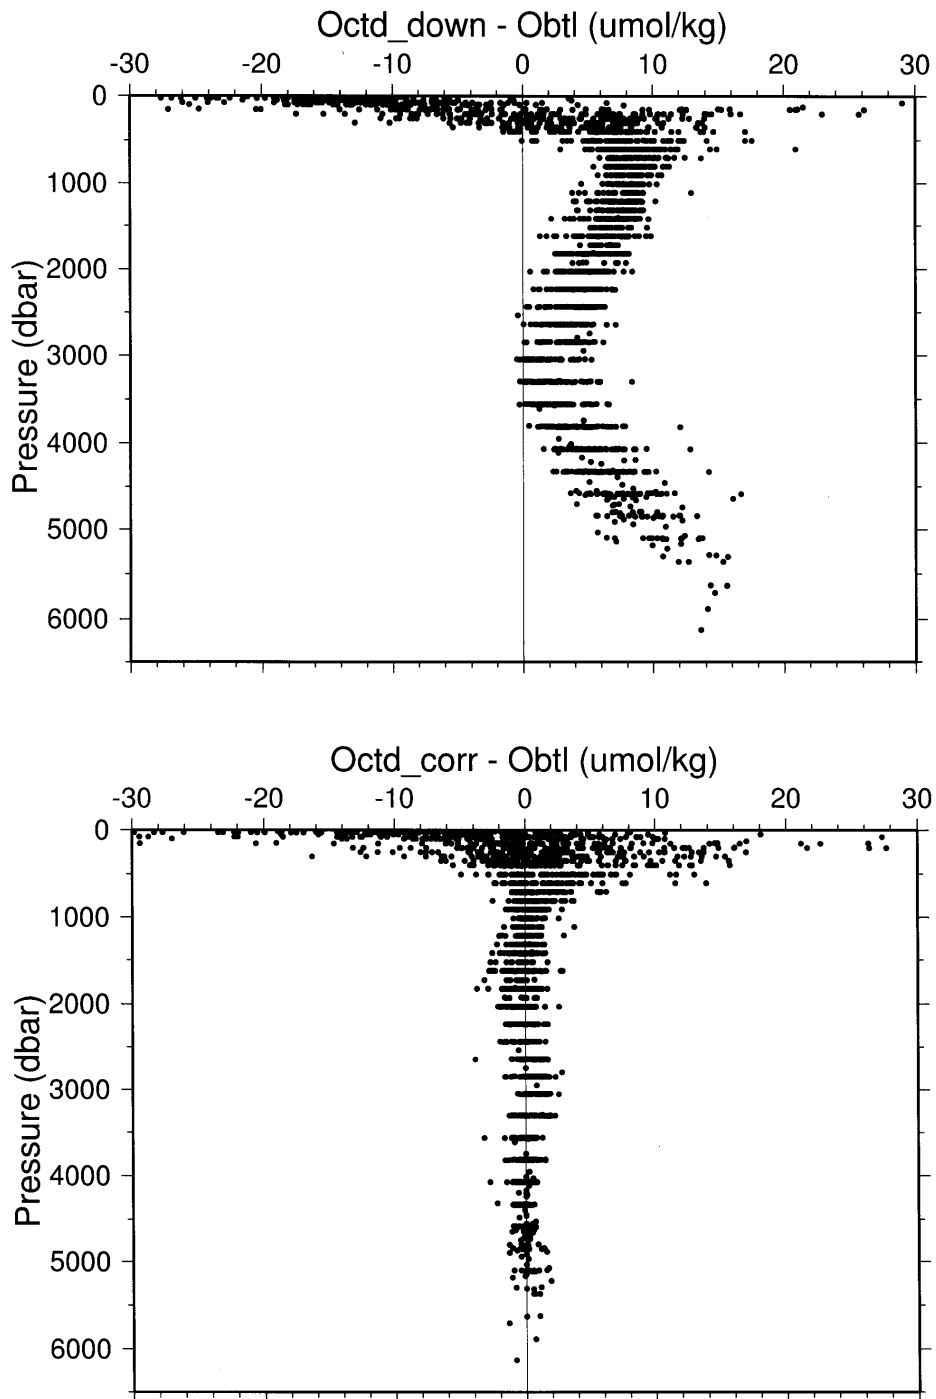 Octd_down - Obtl (umol/kg)
-30 -20 -10 0 10 20 30
0
1000
2000
3000
4000
5000
6000
Pressure (dbar)
Octd_corr - Obtl (umol/kg)
-30 -20 -10 0 10 20 30
0
1000
2000
3000
4000
5000
6000
Pressure (dbar)